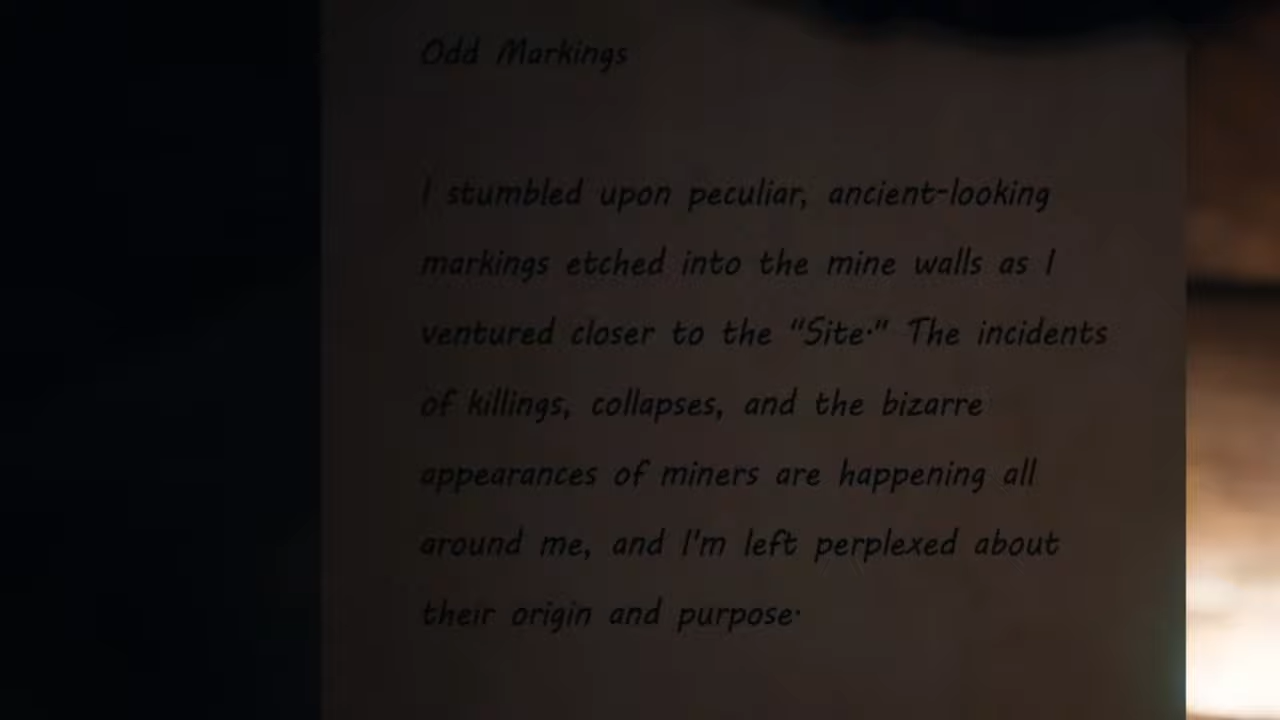 Odd Markings
I stumbled upon peculiar, ancient-looking
markings etched into the mine walls as I
ventured closer to the "Site." The incidents
of killings, collapses, and the bizarre
appearances of miners are happening all
around me, and I'm left perplexed about
their origin and purpose.